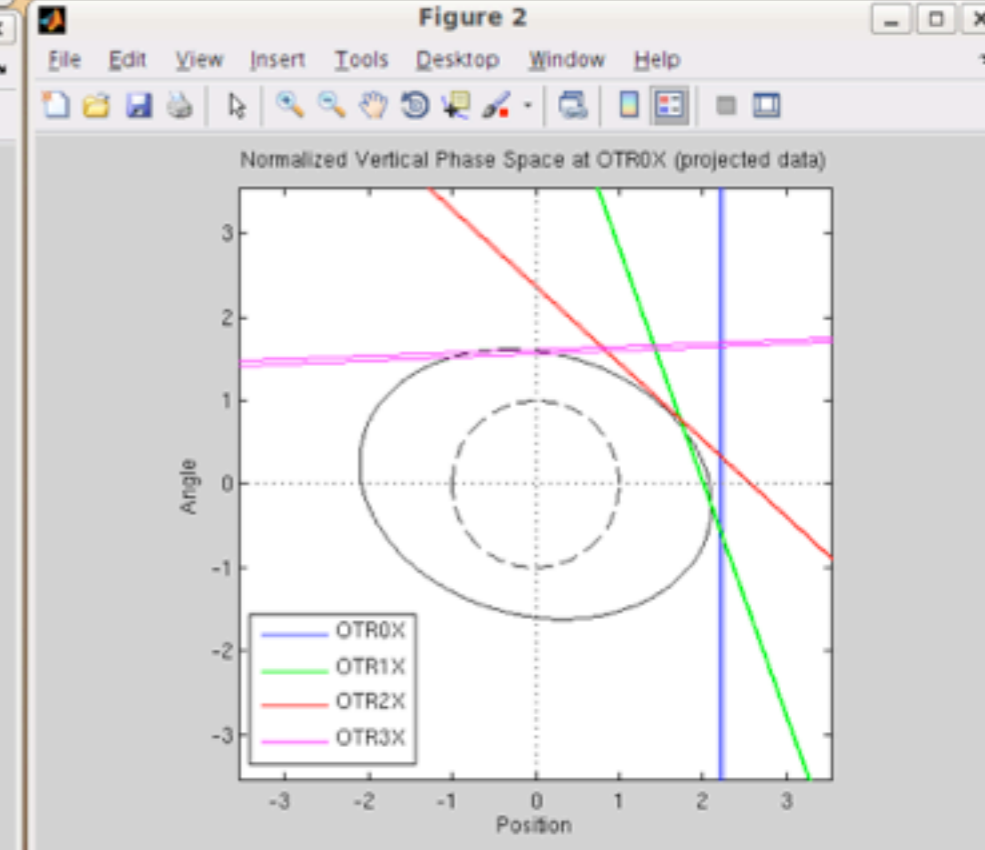 Figure 2
File Edit View Insert Tools Desktop Window Help
Normalized Vertical Phase Space at OTR0X (projected data)
3
2
1
0
-1
-2
-3
Angle
OTR0X
OTR1X
OTR2X
OTR3X
-3 -2 -1 0 1 2 3
Position